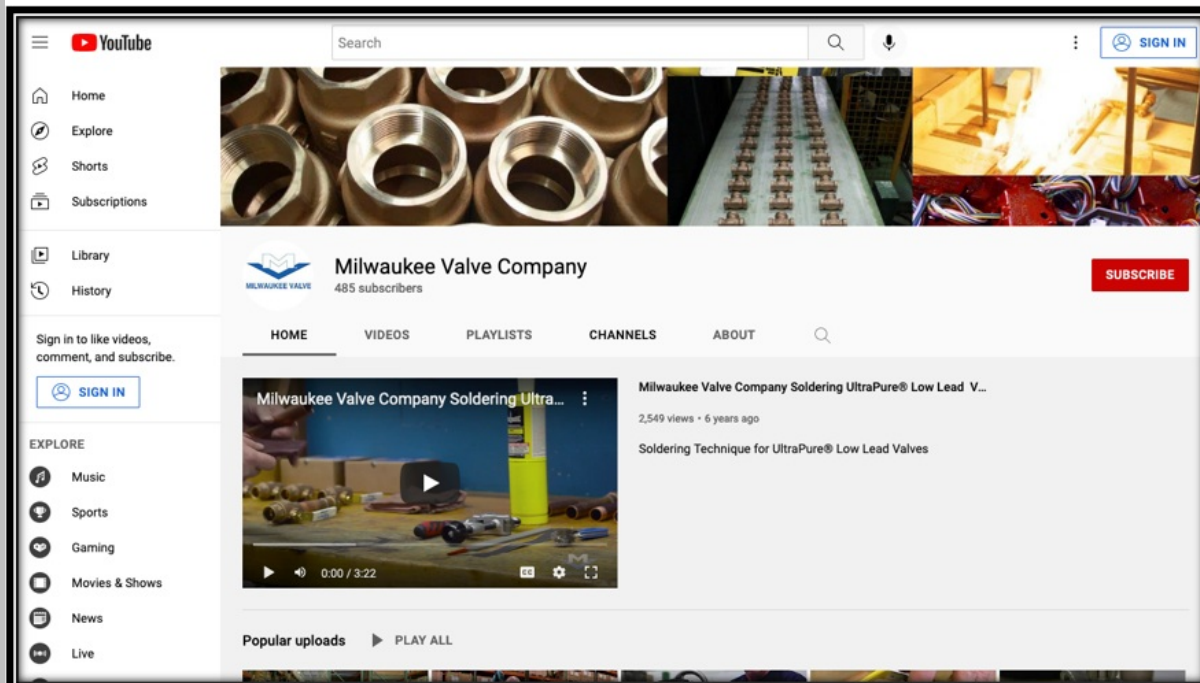 YouTube
Search
SIGN IN
Home
Explore
Shorts
Subscriptions
Library
History
Sign in to like videos,
comment, and subscribe.
SIGN IN
EXPLORE
Music
Sports
Gaming
Movies & Shows
News
Live
MILWAUKEE VALVE
Milwaukee Valve Company
485 subscribers
SUBSCRIBE
HOME
VIDEOS
PLAYLISTS
CHANNELS
ABOUT
Milwaukee Valve Company Soldering Ultra...
0:00 / 3:22
CC
Milwaukee Valve Company Soldering UltraPure® Low Lead V...
2,549 views • 6 years ago
Soldering Technique for UltraPure® Low Lead Valves
Popular uploads
PLAY ALL